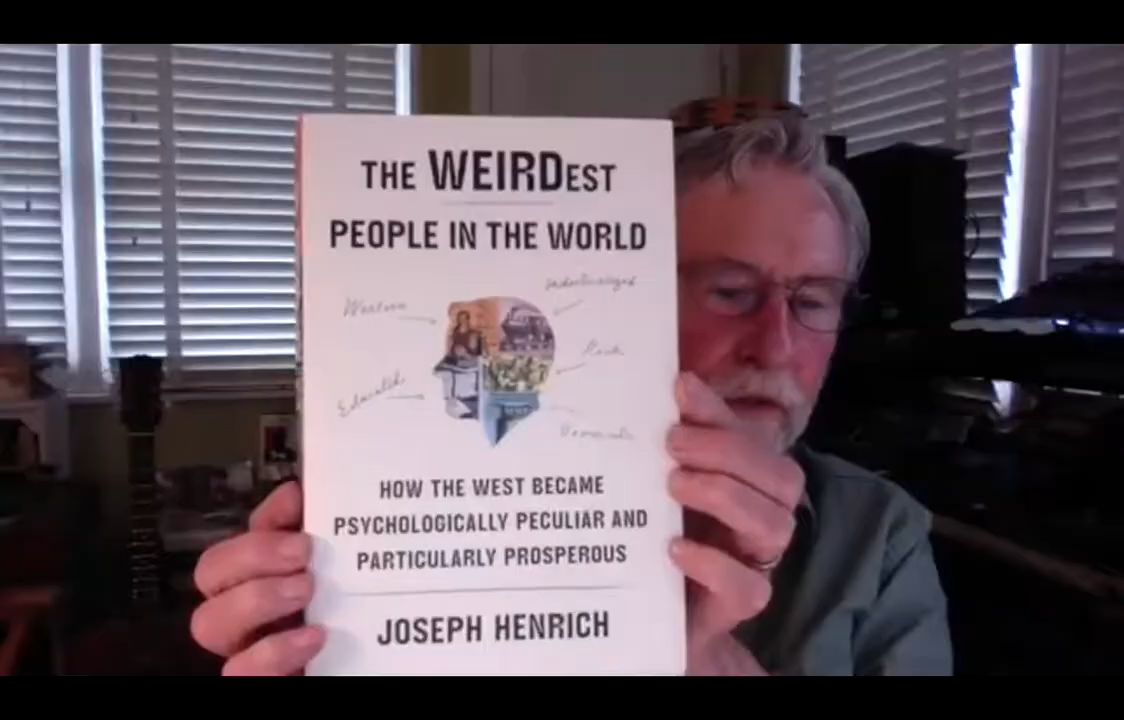 THE WEIRDEST
PEOPLE IN THE WORLD
Western
Industrialized
Rich
Educated
Democratic
HOW THE WEST BECAME
PSYCHOLOGICALLY PECULIAR AND
PARTICULARLY PROSPEROUS
JOSEPH HENRICH